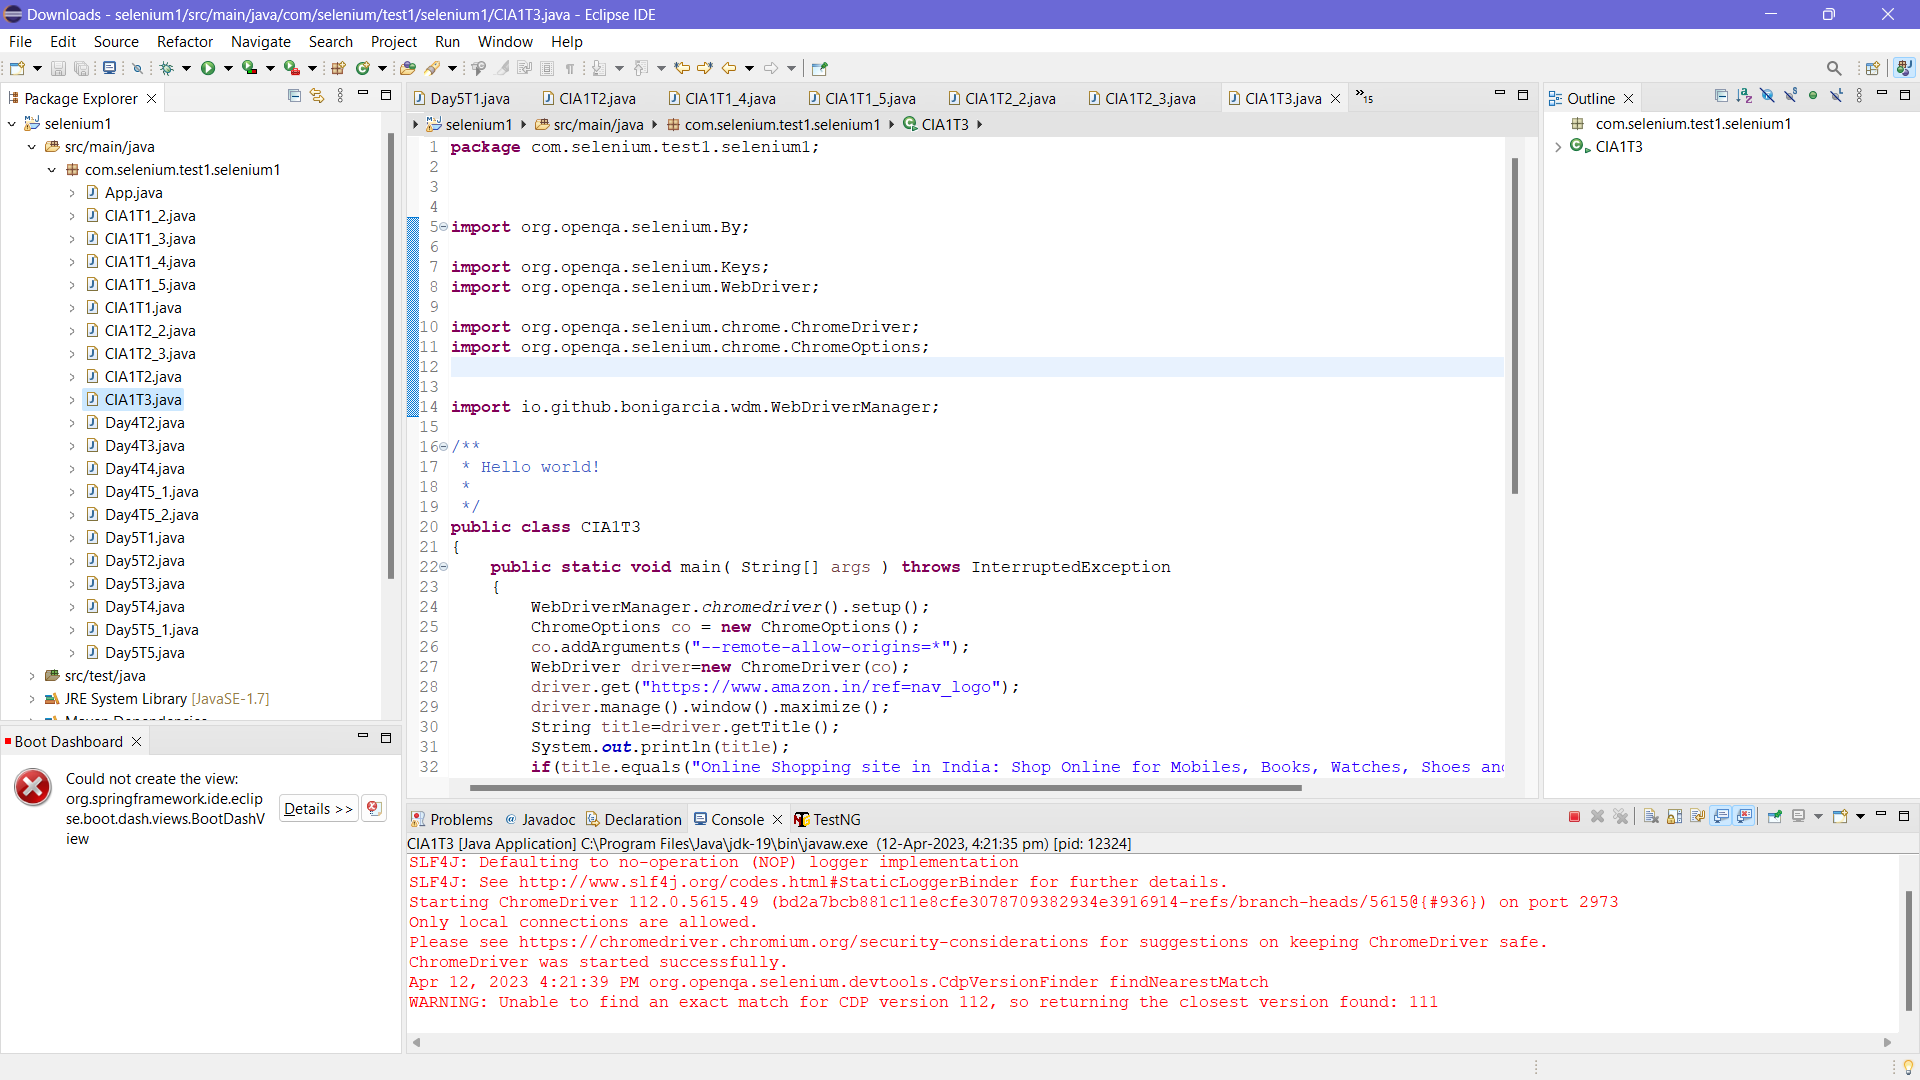 Downloads - selenium1/src/main/java/com/selenium/test1/selenium1/CIA1T3.java - Eclipse IDE
File Edit Source Refactor Navigate Search Project Run Window Help
Package Explorer
selenium1
src/main/java
com.selenium.test1.selenium1
App.java
CIA1T1_2.java
CIA1T1_3.java
CIA1T1_4.java
CIA1T1_5.java
CIA1T1.java
CIA1T2_2.java
CIA1T2_3.java
CIA1T2.java
CIA1T3.java
Day4T2.java
Day4T3.java
Day4T4.java
Day4T5_1.java
Day4T5_2.java
Day5T1.java
Day5T2.java
Day5T3.java
Day5T4.java
Day5T5_1.java
Day5T5.java
src/test/java
JRE System Library [JavaSE-1.7]
Boot Dashboard
Could not create the view:
org.springframework.ide.eclip
se.boot.dash.views.BootDashV
iew
Details >>
Day5T1.java CIA1T2.java CIA1T1_4.java CIA1T1_5.java CIA1T2_2.java CIA1T2_3.java CIA1T3.java »15
selenium1 src/main/java com.selenium.test1.selenium1 CIA1T3
1 package com.selenium.test1.selenium1;
2
3
4
5 import org.openqa.selenium.By;
6
7 import org.openqa.selenium.Keys;
8 import org.openqa.selenium.WebDriver;
9
10 import org.openqa.selenium.chrome.ChromeDriver;
11 import org.openqa.selenium.chrome.ChromeOptions;
12
13
14 import io.github.bonigarcia.wdm.WebDriverManager;
15
16 /**
17 * Hello world!
18 *
19 */
20 public class CIA1T3
21 {
22 public static void main( String[] args ) throws InterruptedException
23 {
24 WebDriverManager.chromedriver().setup();
25 ChromeOptions co = new ChromeOptions();
26 co.addArguments("--remote-allow-origins=*");
27 WebDriver driver=new ChromeDriver(co);
28 driver.get("https://www.amazon.in/ref=nav_logo");
29 driver.manage().window().maximize();
30 String title=driver.getTitle();
31 System.out.println(title);
32 if(title.equals("Online Shopping site in India: Shop Online for Mobiles, Books, Watches, Shoes an
Outline
com.selenium.test1.selenium1
CIA1T3
Problems Javadoc Declaration Console TestNG
CIA1T3 [Java Application] C:\Program Files\Java\jdk-19\bin\javaw.exe (12-Apr-2023, 4:21:35 pm) [pid: 12324]
SLF4J: Defaulting to no-operation (NOP) logger implementation
SLF4J: See http://www.slf4j.org/codes.html#StaticLoggerBinder for further details.
Starting ChromeDriver 112.0.5615.49 (bd2a7bcb881c11e8cfe3078709382934e3916914-refs/branch-heads/5615@{#936}) on port 2973
Only local connections are allowed.
Please see https://chromedriver.chromium.org/security-considerations for suggestions on keeping ChromeDriver safe.
ChromeDriver was started successfully.
Apr 12, 2023 4:21:39 PM org.openqa.selenium.devtools.CdpVersionFinder findNearestMatch
WARNING: Unable to find an exact match for CDP version 112, so returning the closest version found: 111